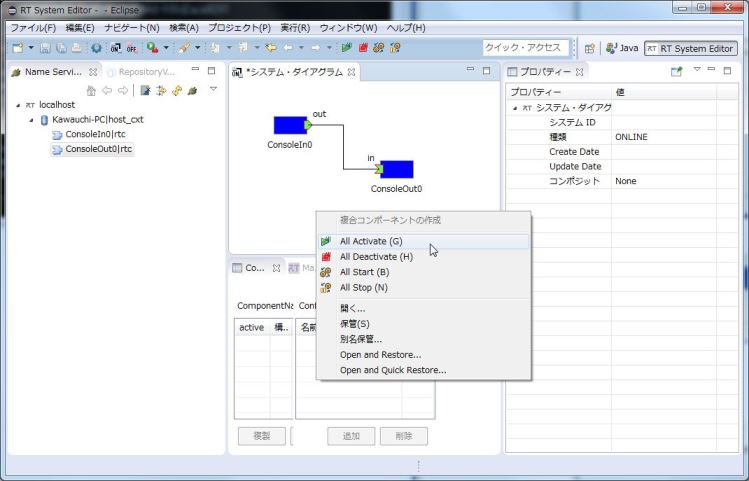 RT System Editor - - Eclipse
ファイル(F) 編集(E) ナビゲート(N) 検索(A) プロジェクト(P) 実行(R) ウィンドウ(W) ヘルプ(H)
クイック・アクセス
Java
RT System Editor
Name Servi...
RepositoryV...
localhost
Kawauchi-PC|host_cxt
ConsoleIn0|rtc
ConsoleOut0|rtc
*システム・ダイアグラム
out
ConsoleIn0
in
ConsoleOut0
複合コンポーネントの作成
All Activate (G)
All Deactivate (H)
All Start (B)
All Stop (N)
開く...
保管(S)
別名保管...
Open and Restore...
Open and Quick Restore...
Co...
Ma
ComponentNa
Conf
active
構..
名前
複製
追加
削除
プロパティー
プロパティー 値
システム・ダイアグ
システム ID
種類 ONLINE
Create Date
Update Date
コンポジット None